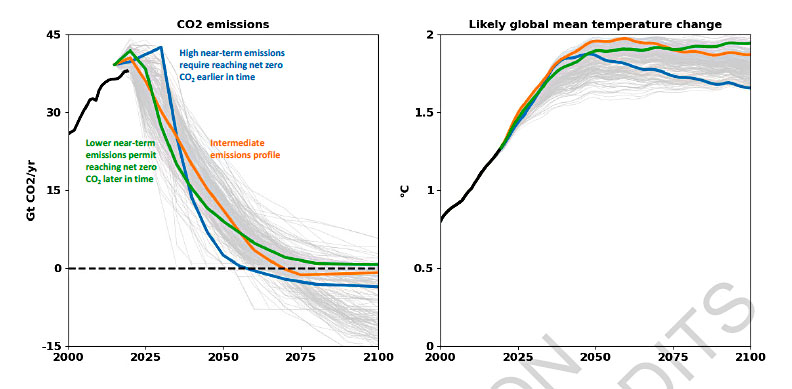 CO2 emissions
Gt CO2/yr
45
30
15
0
-15
2000
2025
2050
2075
2100
High near-term emissions
require reaching net zero
CO₂ earlier in time
Lower near-term
emissions permit
reaching net zero
CO₂ later in time
Intermediate
emissions profile
Likely global mean temperature change
°C
2
1.5
1
0.5
0
2000
2025
2050
2075
2100
ON
DITS